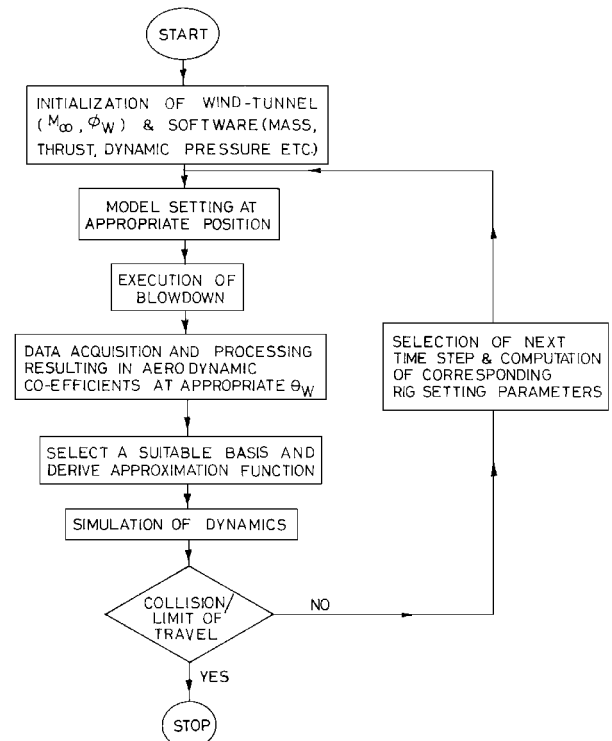 START
INITIALIZATION OF WIND-TUNNEL
(M∞, ϕW) & SOFTWARE (MASS,
THRUST, DYNAMIC PRESSURE ETC.)
MODEL SETTING AT
APPROPRIATE POSITION
EXECUTION OF
BLOWDOWN
DATA ACQUISITION AND PROCESSING
RESULTING IN AERODYNAMIC
CO-EFFICIENTS AT APPROPRIATE θW
SELECT A SUITABLE BASIS AND
DERIVE APPROXIMATION FUNCTION
SIMULATION OF DYNAMICS
COLLISION/
LIMIT OF
TRAVEL
NO
YES
STOP
SELECTION OF NEXT
TIME STEP & COMPUTATION
OF CORRESPONDING
RIG SETTING PARAMETERS